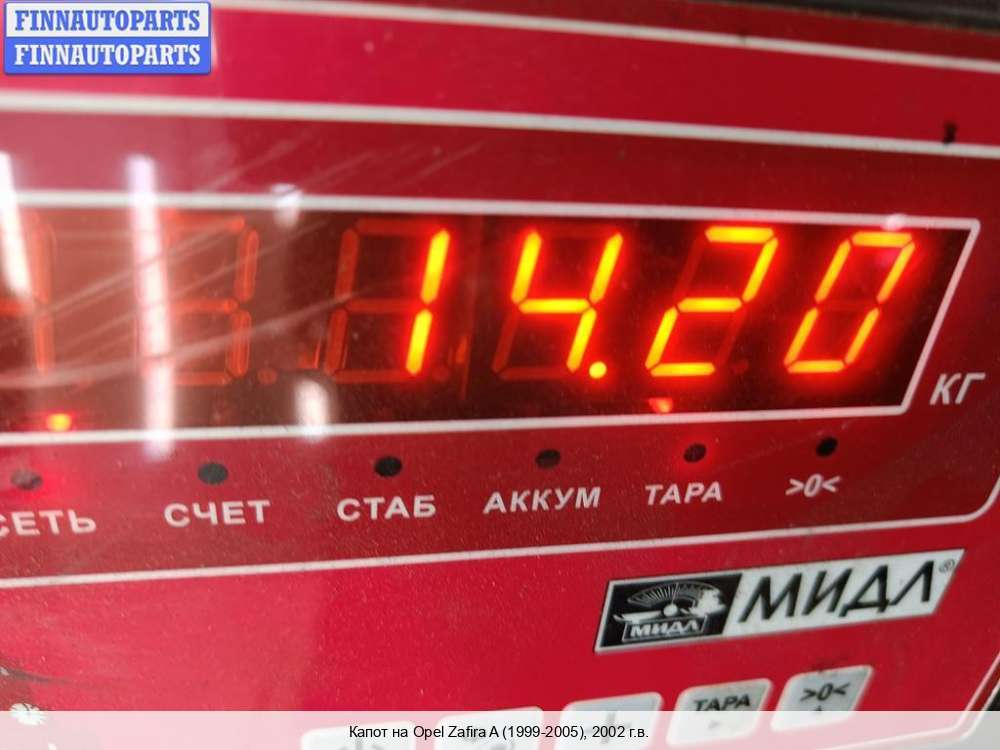 FINNAUTOPARTS
FINNAUTOPARTS
14.20
КГ
СЕТЬ СЧЕТ СТАБ АККУМ ТАРА >0<
МИДЛ МИДЛ®
ТАРА >0<
Капот на Opel Zafira A (1999-2005), 2002 г.в.